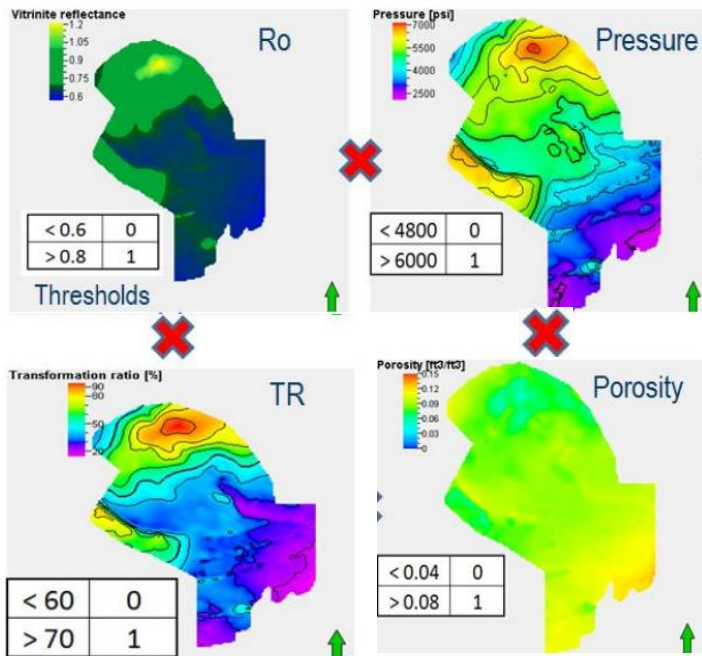 Vitrinite reflectance
1.2
1.05
0.9
0.75
0.6
Ro
< 0.6 0
> 0.8 1
Thresholds
Pressure [psi]
7000
5500
4000
2500
Pressure
< 4800 0
> 6000 1
Transformation ratio [%]
90
80
50
20
TR
< 60 0
> 70 1
Porosity [ft3/ft3]
0.15
0.12
0.09
0.06
0.03
0
Porosity
< 0.04 0
> 0.08 1